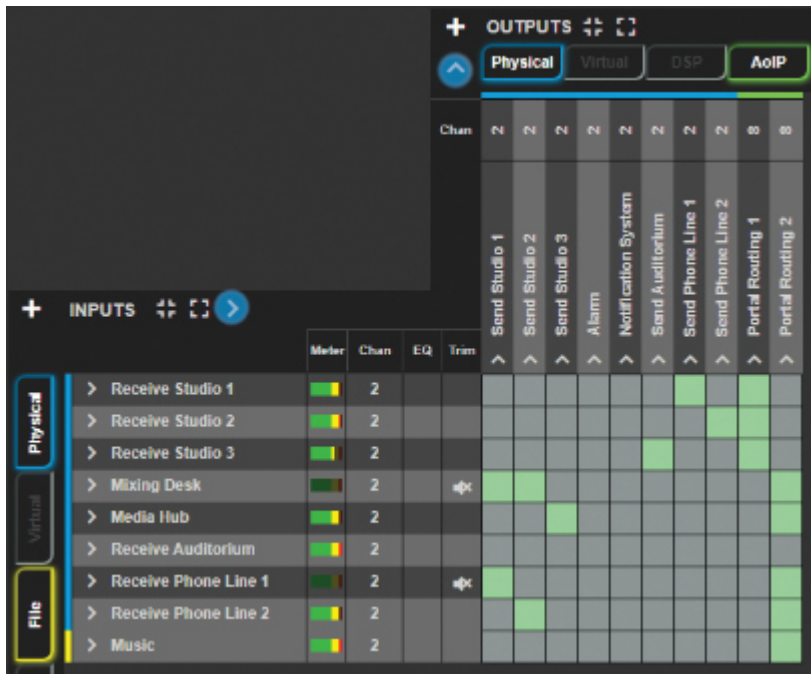 OUTPUTS
Physical Virtual DSP AoIP
Chan 2 2 2 2 2 2 2 2 8 8
Send Studio 1
Send Studio 2
Send Studio 3
Alarm
Notification System
Send Auditorium
Send Phone Line 1
Send Phone Line 2
Portal Routing 1
Portal Routing 2
INPUTS
Meter Chan EQ Trim
Physical
Virtual
File
Receive Studio 1 2
Receive Studio 2 2
Receive Studio 3 2
Mixing Desk 2
Media Hub 2
Receive Auditorium 2
Receive Phone Line 1 2
Receive Phone Line 2 2
Music 2